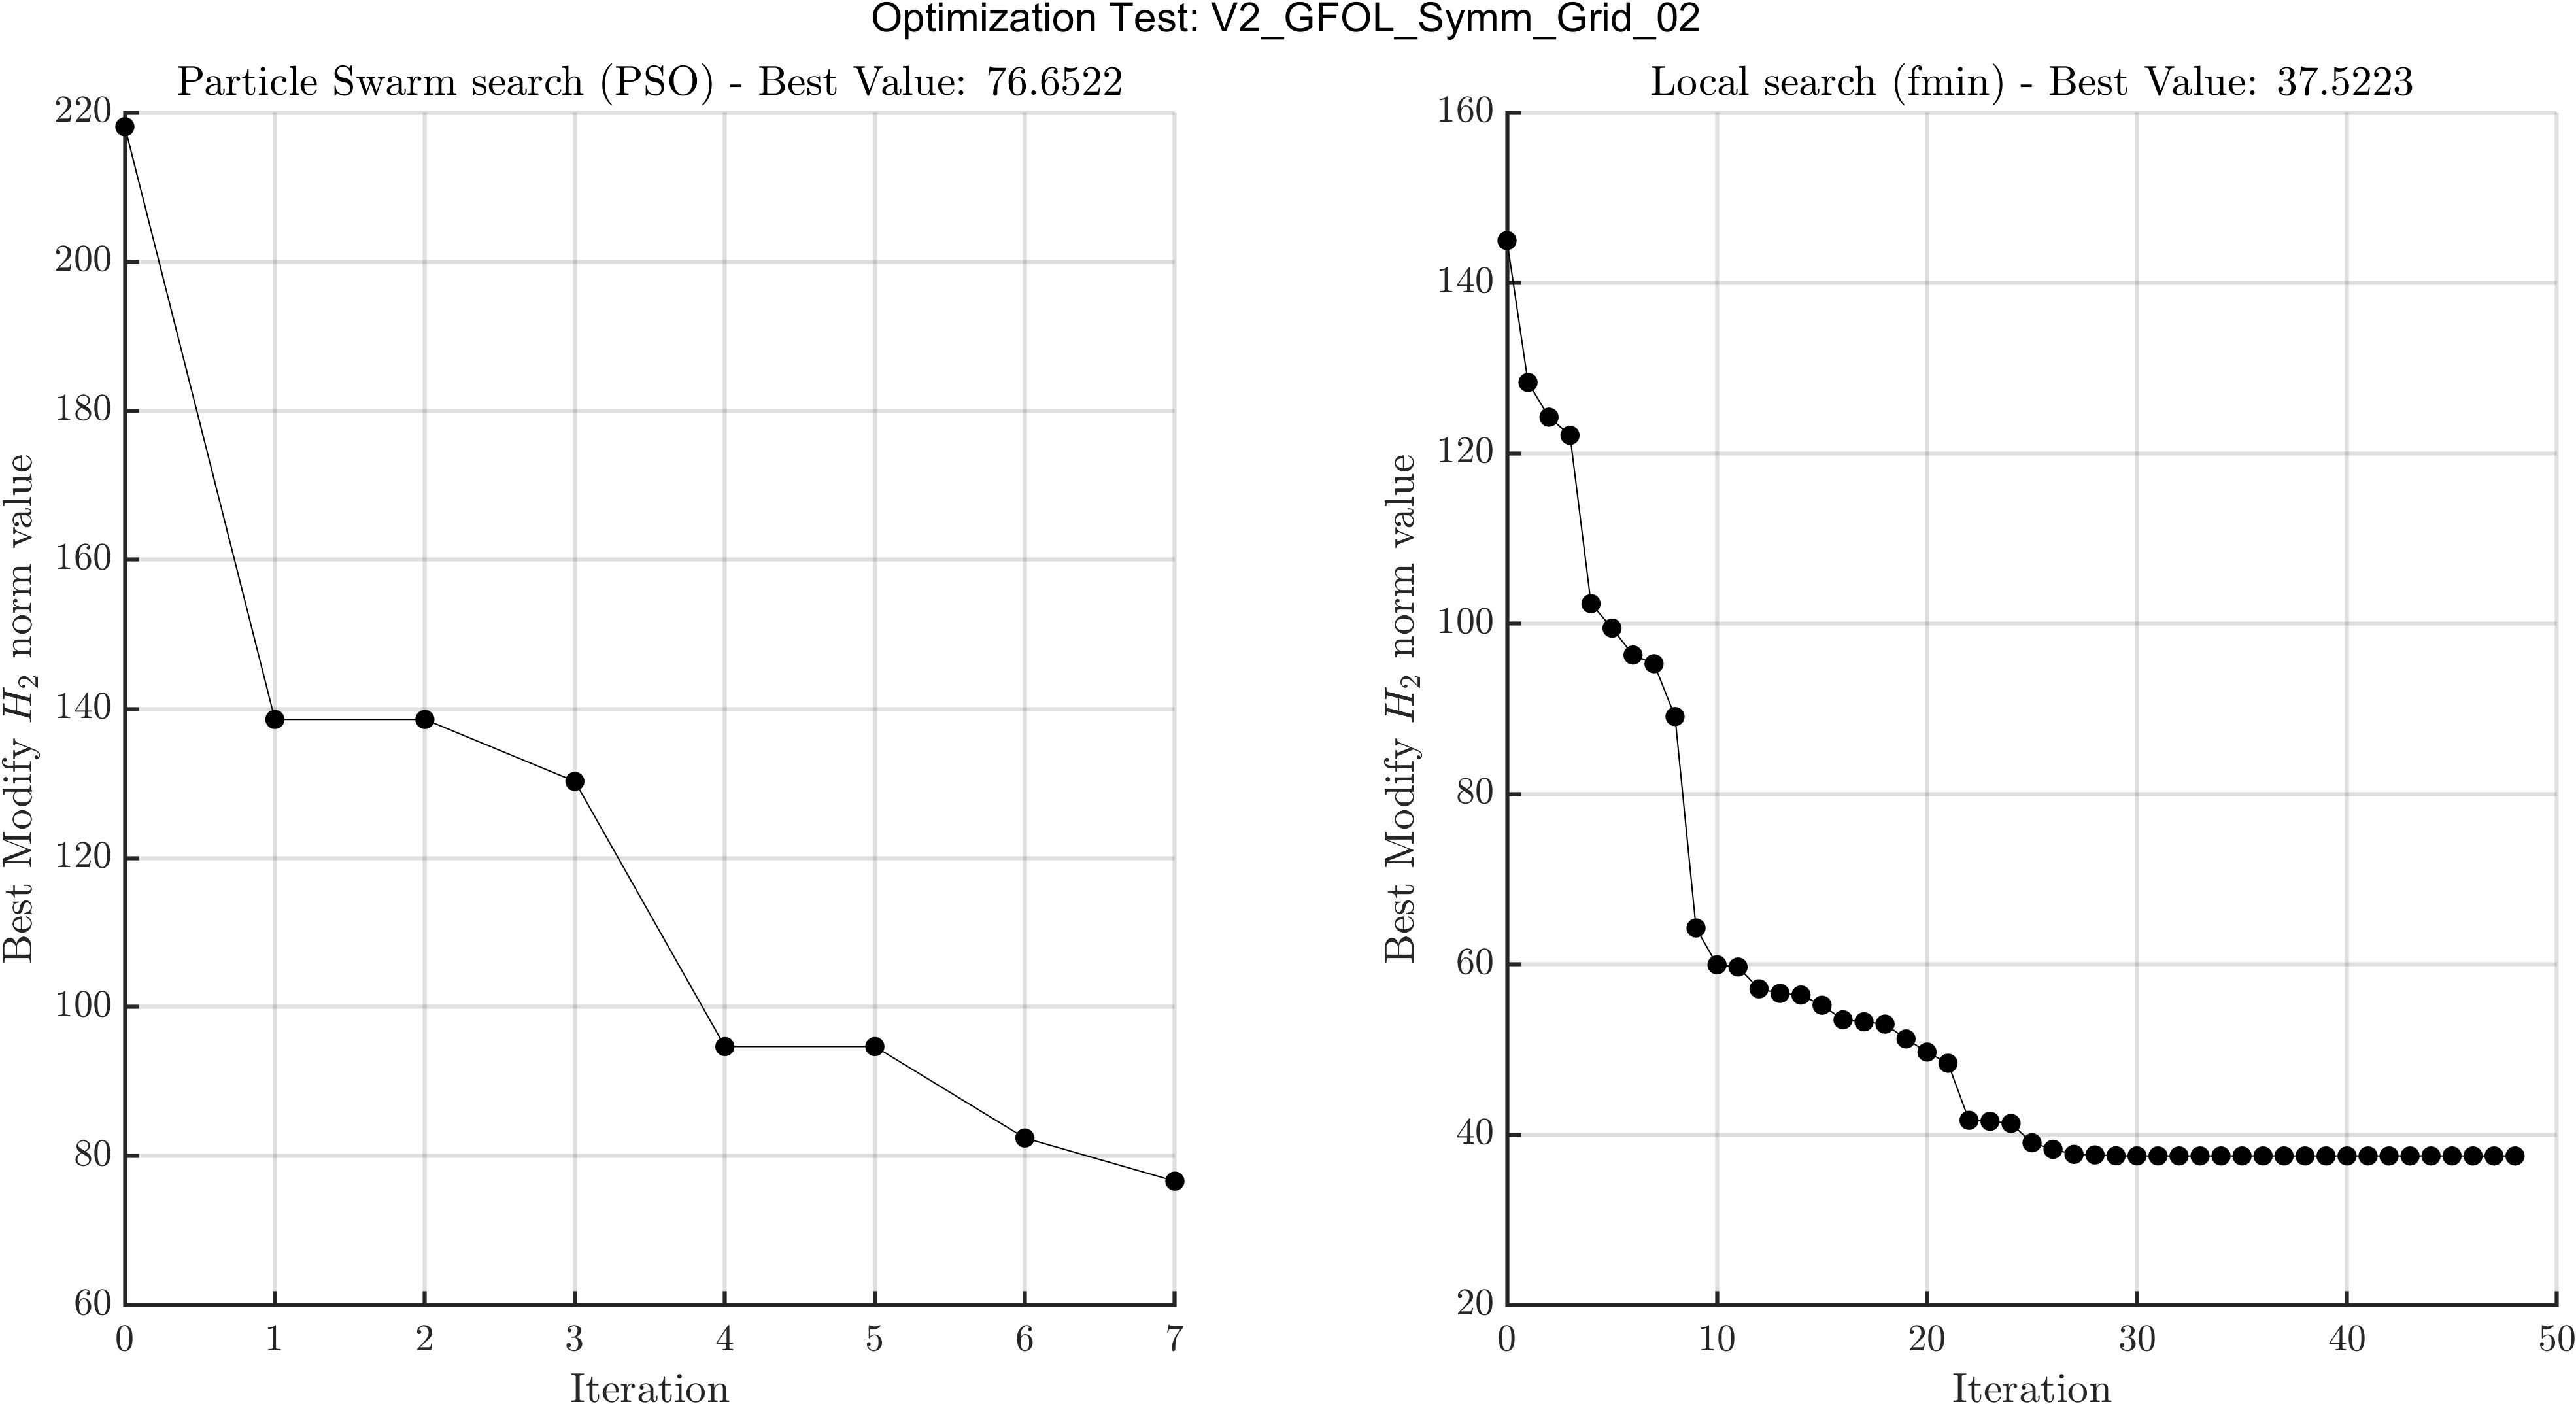 Optimization Test: V2_GFOL_Symm_Grid_02
Particle Swarm search (PSO) - Best Value: 76.6522
220
200
180
160
140
120
100
80
60
Best Modify H₂ norm value
0 1 2 3 4 5 6 7
Iteration
Local search (fmin) - Best Value: 37.5223
160
140
120
100
80
60
40
20
Best Modify H₂ norm value
0 10 20 30 40 50
Iteration